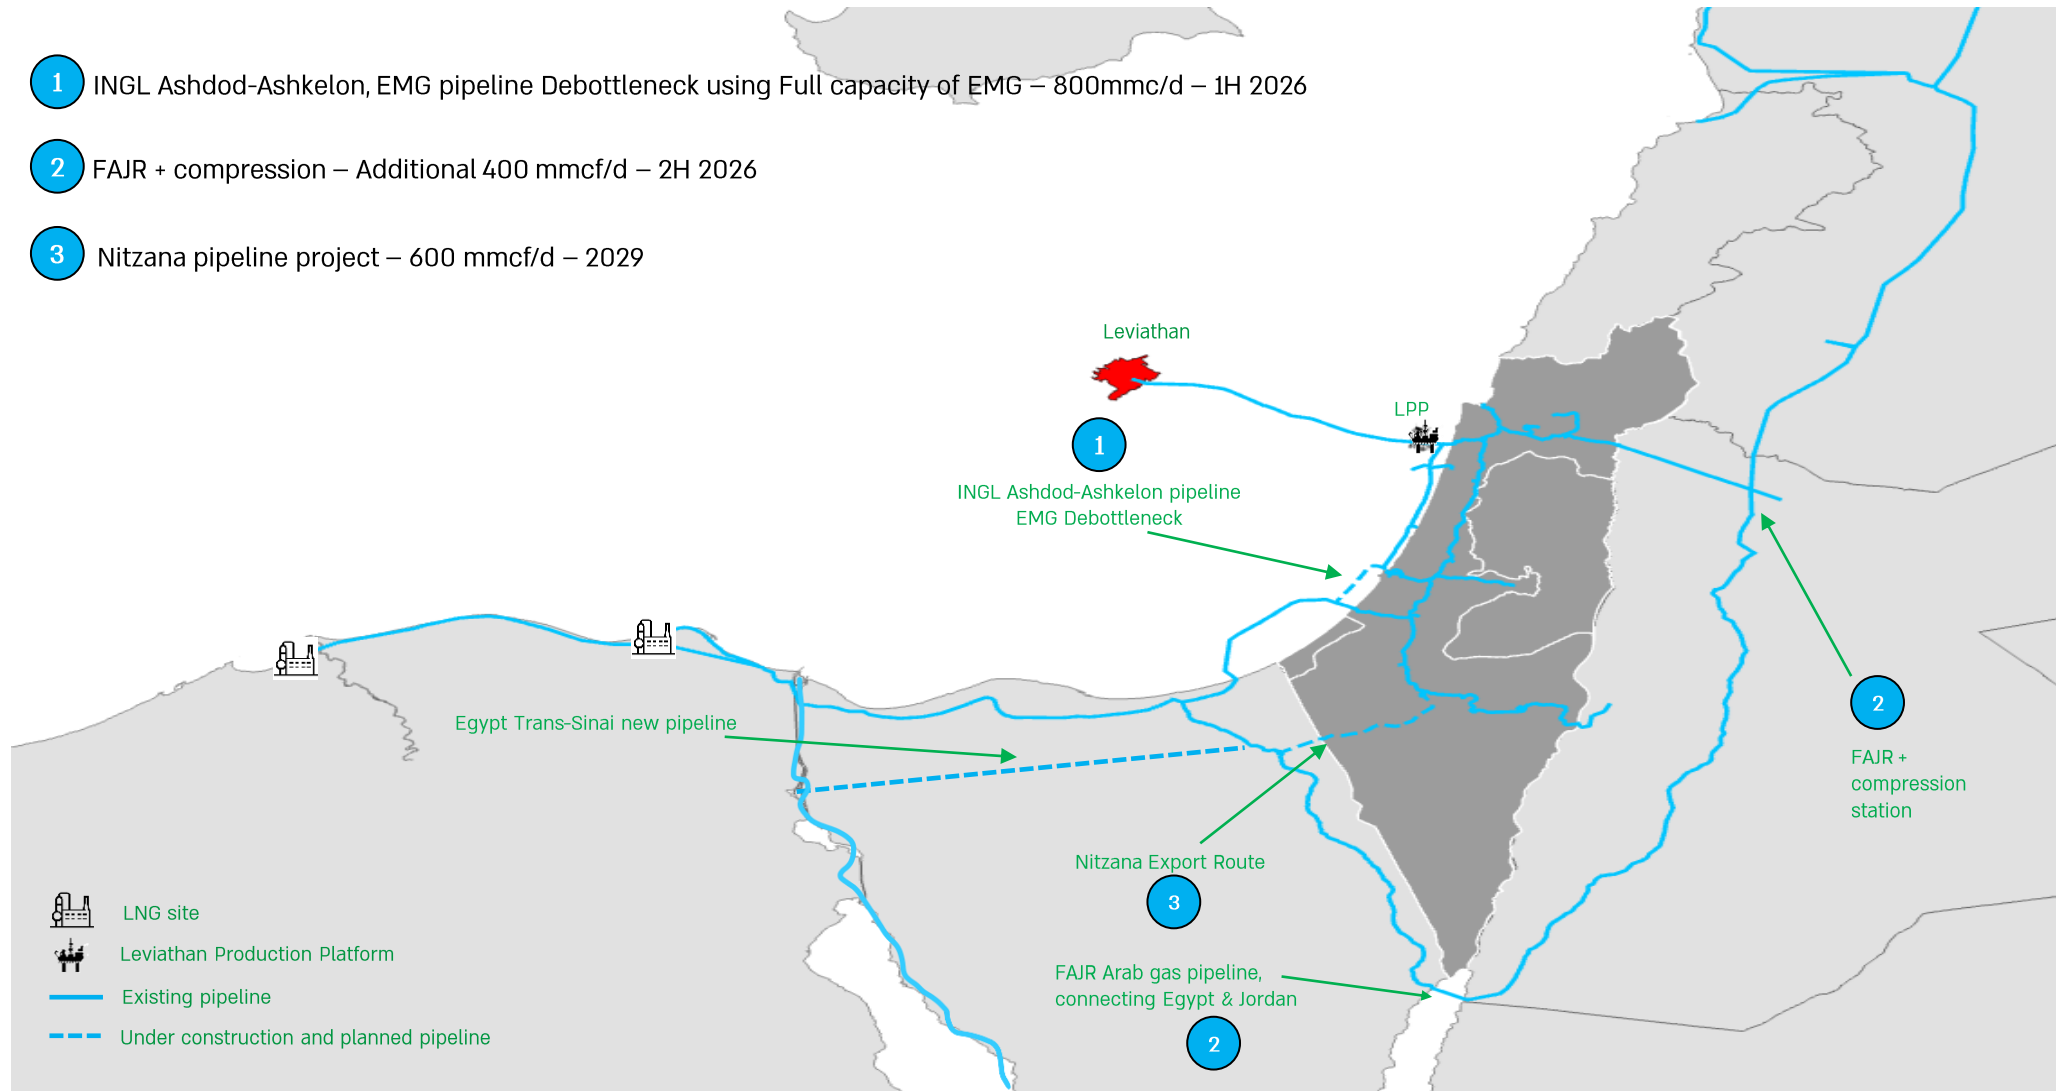 1 INGL Ashdod-Ashkelon, EMG pipeline Debottleneck using Full capacity of EMG – 800mmc/d – 1H 2026
2 FAJR + compression – Additional 400 mmcf/d – 2H 2026
3 Nitzana pipeline project – 600 mmcf/d – 2029
Leviathan
LPP
1
INGL Ashdod-Ashkelon pipeline
EMG Debottleneck
Egypt Trans-Sinai new pipeline
2
FAJR +
compression
station
Nitzana Export Route
3
FAJR Arab gas pipeline,
connecting Egypt & Jordan
2
LNG site
Leviathan Production Platform
Existing pipeline
Under construction and planned pipeline